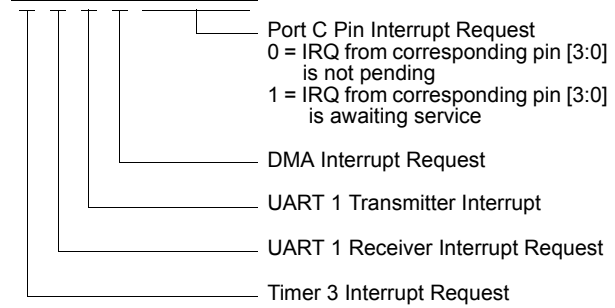 Port C Pin Interrupt Request
0 = IRQ from corresponding pin [3:0]
is not pending
1 = IRQ from corresponding pin [3:0]
is awaiting service
DMA Interrupt Request
UART 1 Transmitter Interrupt
UART 1 Receiver Interrupt Request
Timer 3 Interrupt Request